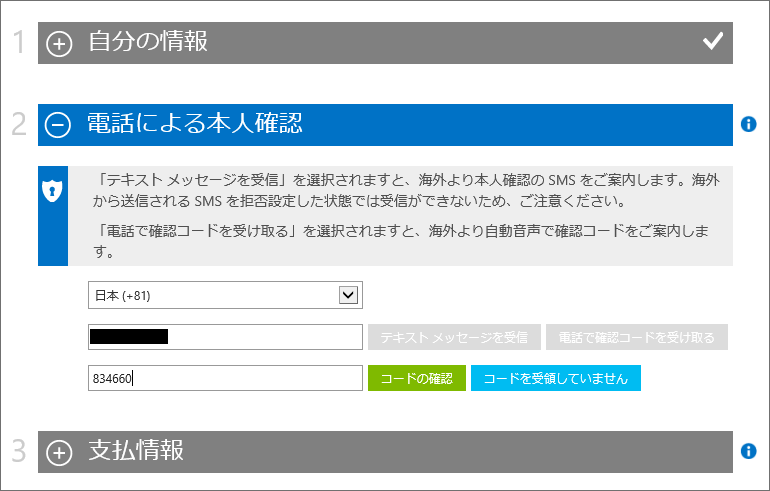 1 自分の情報
2 電話による本人確認
「テキスト メッセージを受信」を選択されますと、海外より本人確認の SMS をご案内します。海外
から送信される SMS を拒否設定した状態では受信ができないため、ご注意ください。
「電話で確認コードを受け取る」を選択されますと、海外より自動音声で確認コードをご案内しま
す。
日本 (+81)
テキスト メッセージを受信 電話で確認コードを受け取る
834660 コードの確認 コードを受領していません
3 支払情報